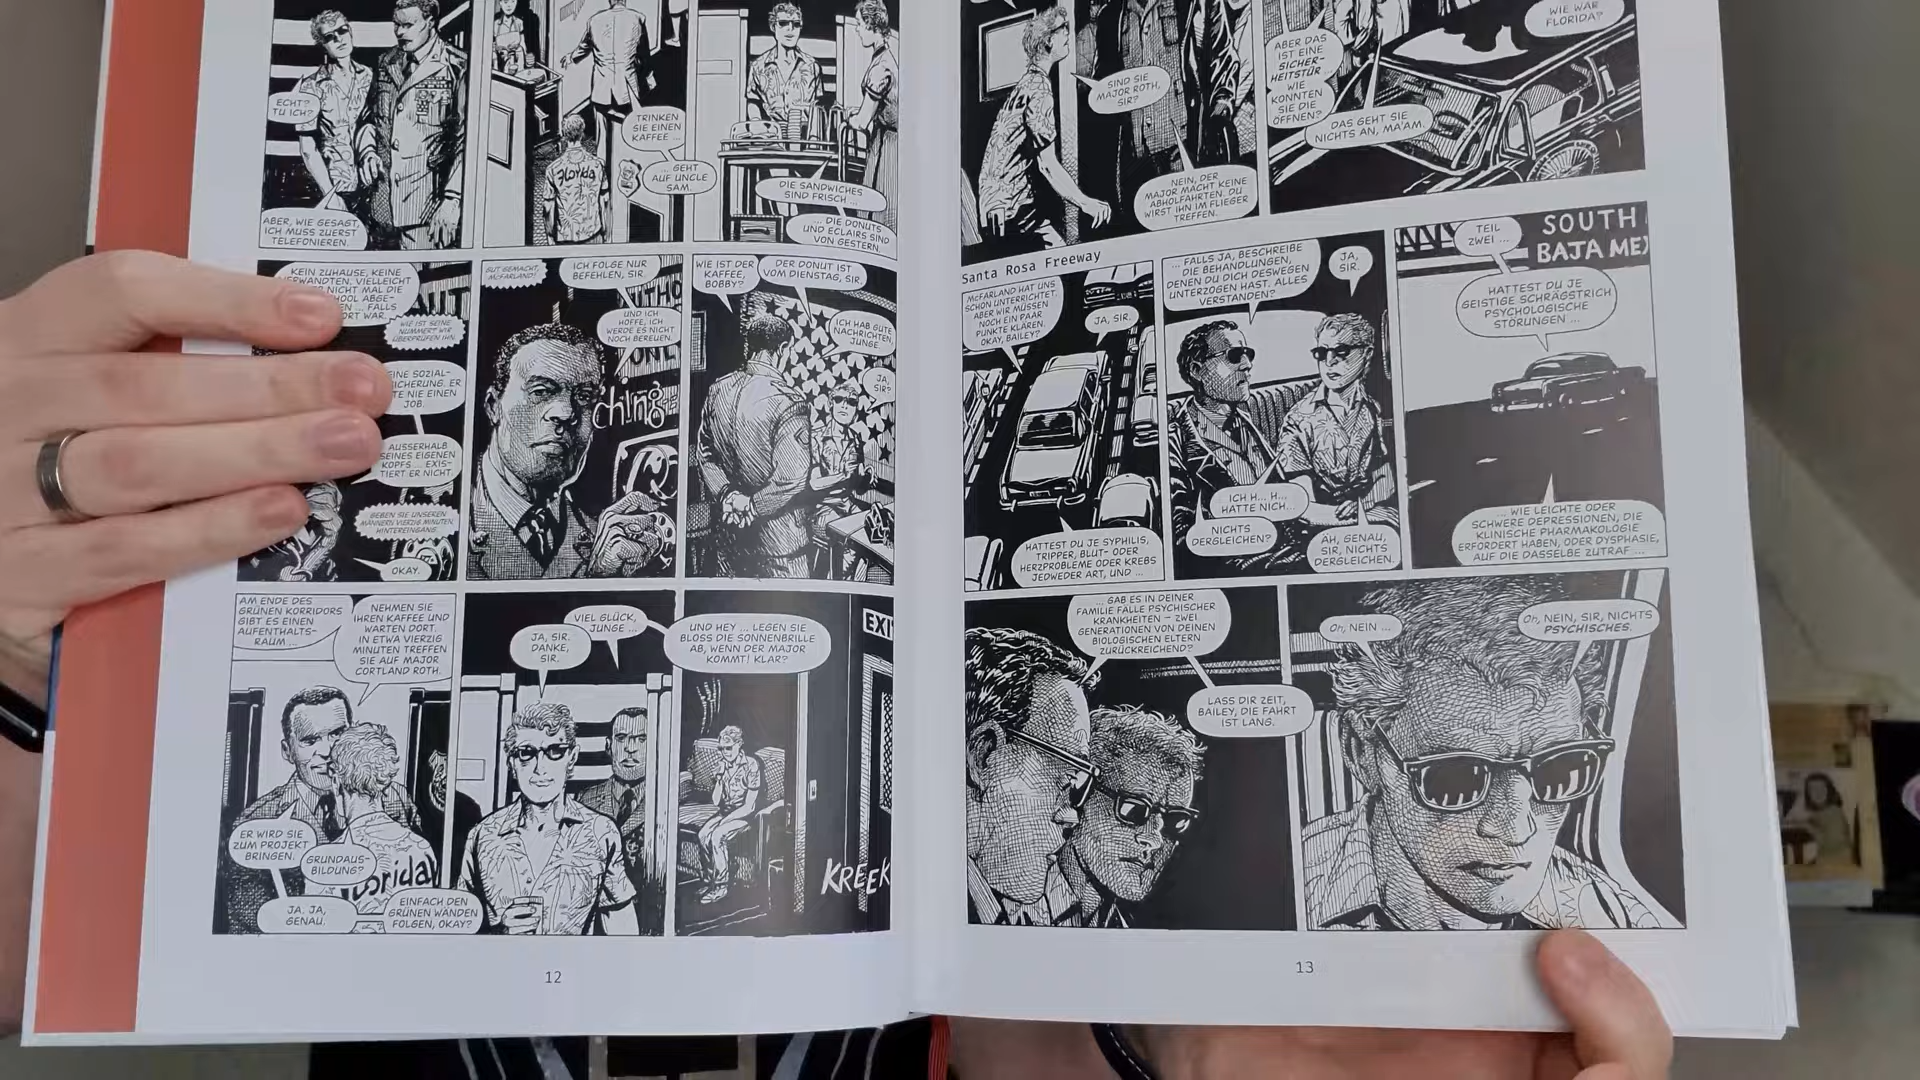 ECHT?
TU ICH?
ABER, WIE GESAGT,
ICH MUSS ZUERST
TELEFONIEREN.
TRINKEN
SIE EINEN
KAFFEE ...
... GEHT
AUF UNCLE
SAM.
Florida
DIE SANDWICHES
SIND FRISCH ...
... DIE DONUTS
UND ECLAIRS SIND
VON GESTERN.
KEIN ZUHAUSE, KEINE
VERWANDTEN. VIELLEICHT
NICHT MAL DIE
ABGE-
... FALLS
WAR.
WIE IST SEINE
NUMMER? WIR
ÜBERPRÜFEN IHN.
SOZIAL-
ER
NIE EINEN
JOB.
AUSSERHALB
SEINES EIGENEN
KOPFS ... EXIS-
TIERT ER NICHT.
GEBEN SIE UNSEREN
MÄNNERN VIERZIG MINUTEN.
HINTEREINGANG.
OKAY.
GUT GEMACHT,
MCFARLAND!
ICH FOLGE NUR
BEFEHLEN, SIR.
UND ICH
HOFFE, ICH
WERDE ES NICHT
NOCH BEREUEN.
ONLY
ching
WIE IST DER
KAFFEE,
BOBBY?
DER DONUT IST
VOM DIENSTAG, SIR.
ICH HAB GUTE
NACHRICHTEN,
JUNGE.
JA,
SIR?
AM ENDE DES
GRÜNEN KORRIDORS
GIBT ES EINEN
AUFENTHALTS-
RAUM ...
NEHMEN SIE
IHREN KAFFEE UND
WARTEN DORT.
IN ETWA VIERZIG
MINUTEN TREFFEN
SIE AUF MAJOR
CORTLAND ROTH.
ER WIRD SIE
ZUM PROJEKT
BRINGEN.
GRUNDAUS-
BILDUNG?
JA. JA,
GENAU.
EINFACH DEN
GRÜNEN WÄNDEN
FOLGEN, OKAY?
JA, SIR.
DANKE,
SIR.
VIEL GLÜCK,
JUNGE ...
UND HEY ... LEGEN SIE
BLOSS DIE SONNENBRILLE
AB, WENN DER MAJOR
KOMMT! KLAR?
EXI
KREEK
12
SIND SIE
MAJOR ROTH,
SIR?
NEIN, DER
MAJOR MACHT KEINE
ABHOLFAHRTEN. DU
WIRST IHN IM FLIEGER
TREFFEN.
ABER DAS
IST EINE
SICHER-
HEITSTÜR
WIE
KONNTEN
SIE DIE
ÖFFNEN?
DAS GEHT SIE
NICHTS AN, MA'AM.
WIE WAR
FLORIDA?
Santa Rosa Freeway
MCFARLAND HAT UNS
SCHON UNTERRICHTET.
ABER WIR MÜSSEN
NOCH EIN PAAR
PUNKTE KLÄREN.
OKAY, BAILEY?
JA, SIR.
HATTEST DU JE SYPHILIS,
TRIPPER, BLUT- ODER
HERZPROBLEME ODER KREBS
JEDWEDER ART, UND ...
... FALLS JA, BESCHREIBE
DIE BEHANDLUNGEN,
DENEN DU DICH DESWEGEN
UNTERZOGEN HAST. ALLES
VERSTANDEN?
JA,
SIR.
ICH H... H...
HATTE NICH...
NICHTS
DERGLEICHEN?
ÄH, GENAU,
SIR, NICHTS
DERGLEICHEN.
SOUTH
BAJA MEX
TEIL
ZWEI ...
HATTEST DU JE
GEISTIGE SCHRÄGSTRICH
PSYCHOLOGISCHE
STÖRUNGEN ...
... WIE LEICHTE ODER
SCHWERE DEPRESSIONEN, DIE
KLINISCHE PHARMAKOLOGIE
ERFORDERT HABEN, ODER DYSPHASIE,
AUF DIE DASSELBE ZUTRAF ...
... GAB ES IN DEINER
FAMILIE FÄLLE PSYCHISCHER
KRANKHEITEN – ZWEI
GENERATIONEN VON DEINEN
BIOLOGISCHEN ELTERN
ZURÜCKREICHEND?
LASS DIR ZEIT,
BAILEY, DIE FAHRT
IST LANG.
Oh, NEIN ...
Oh, NEIN, SIR, NICHTS
PSYCHISCHES.
13